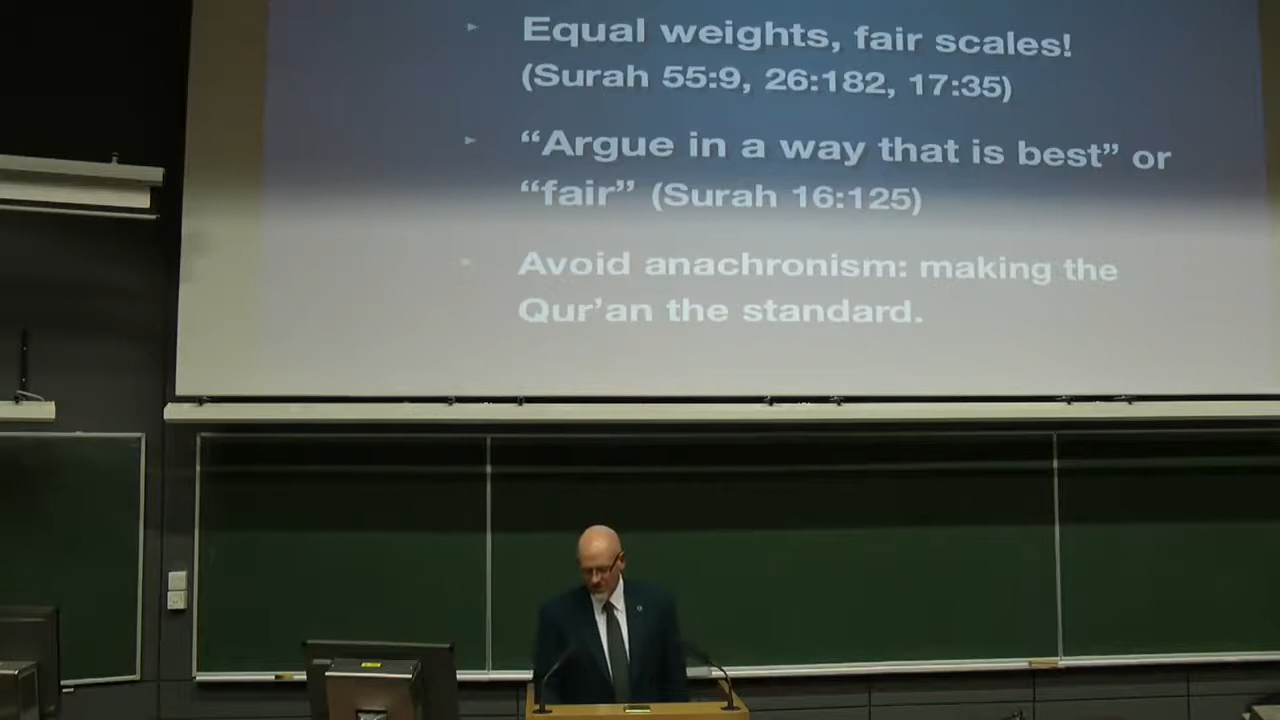 Equal weights, fair scales!
(Surah 55:9, 26:182, 17:35)
“Argue in a way that is best” or
“fair” (Surah 16:125)
Avoid anachronism: making the
Qur’an the standard.